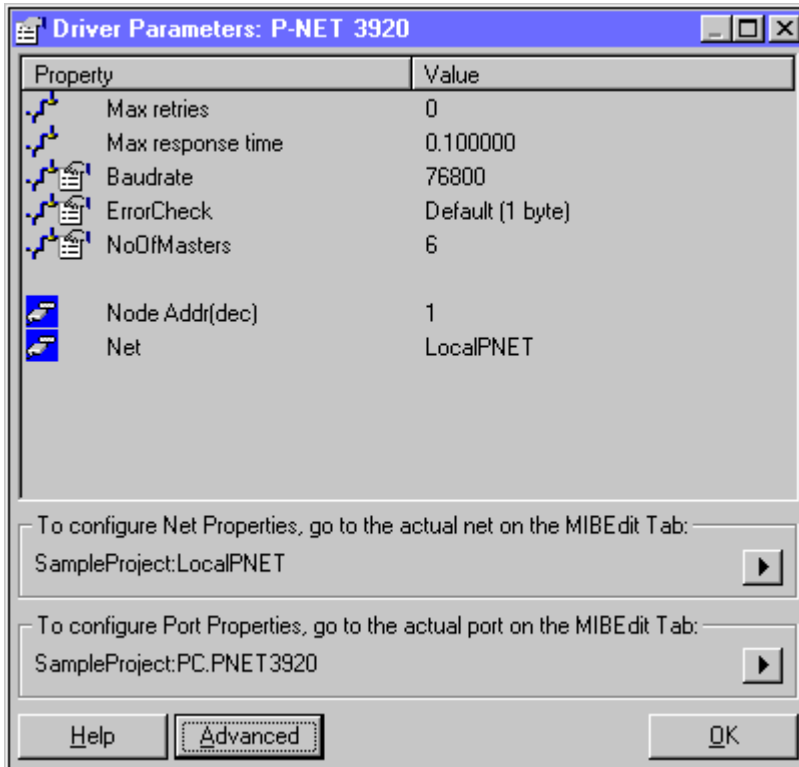 Driver Parameters: P-NET 3920
Property Value
Max retries 0
Max response time 0.100000
Baudrate 76800
ErrorCheck Default (1 byte)
NoOfMasters 6
Node Addr(dec) 1
Net LocalPNET
To configure Net Properties, go to the actual net on the MIBEdit Tab:
SampleProject:LocalPNET
To configure Port Properties, go to the actual port on the MIBEdit Tab:
SampleProject:PC.PNET3920
Help Advanced OK